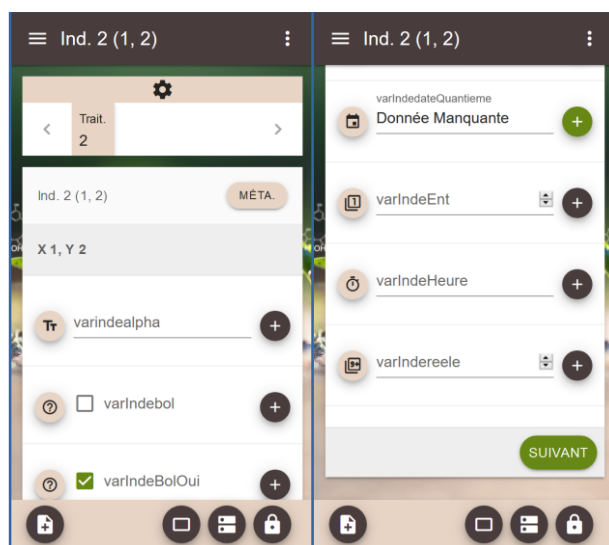 Ind. 2 (1, 2)
Trait.
2
Ind. 2 (1, 2)
MÉTA.
X 1, Y 2
varindealpha
varIndebol
varIndeBolOui
Ind. 2 (1, 2)
varIndedateQuantieme
Donnée Manquante
varIndeEnt
varIndeHeure
varIndereele
SUIVANT